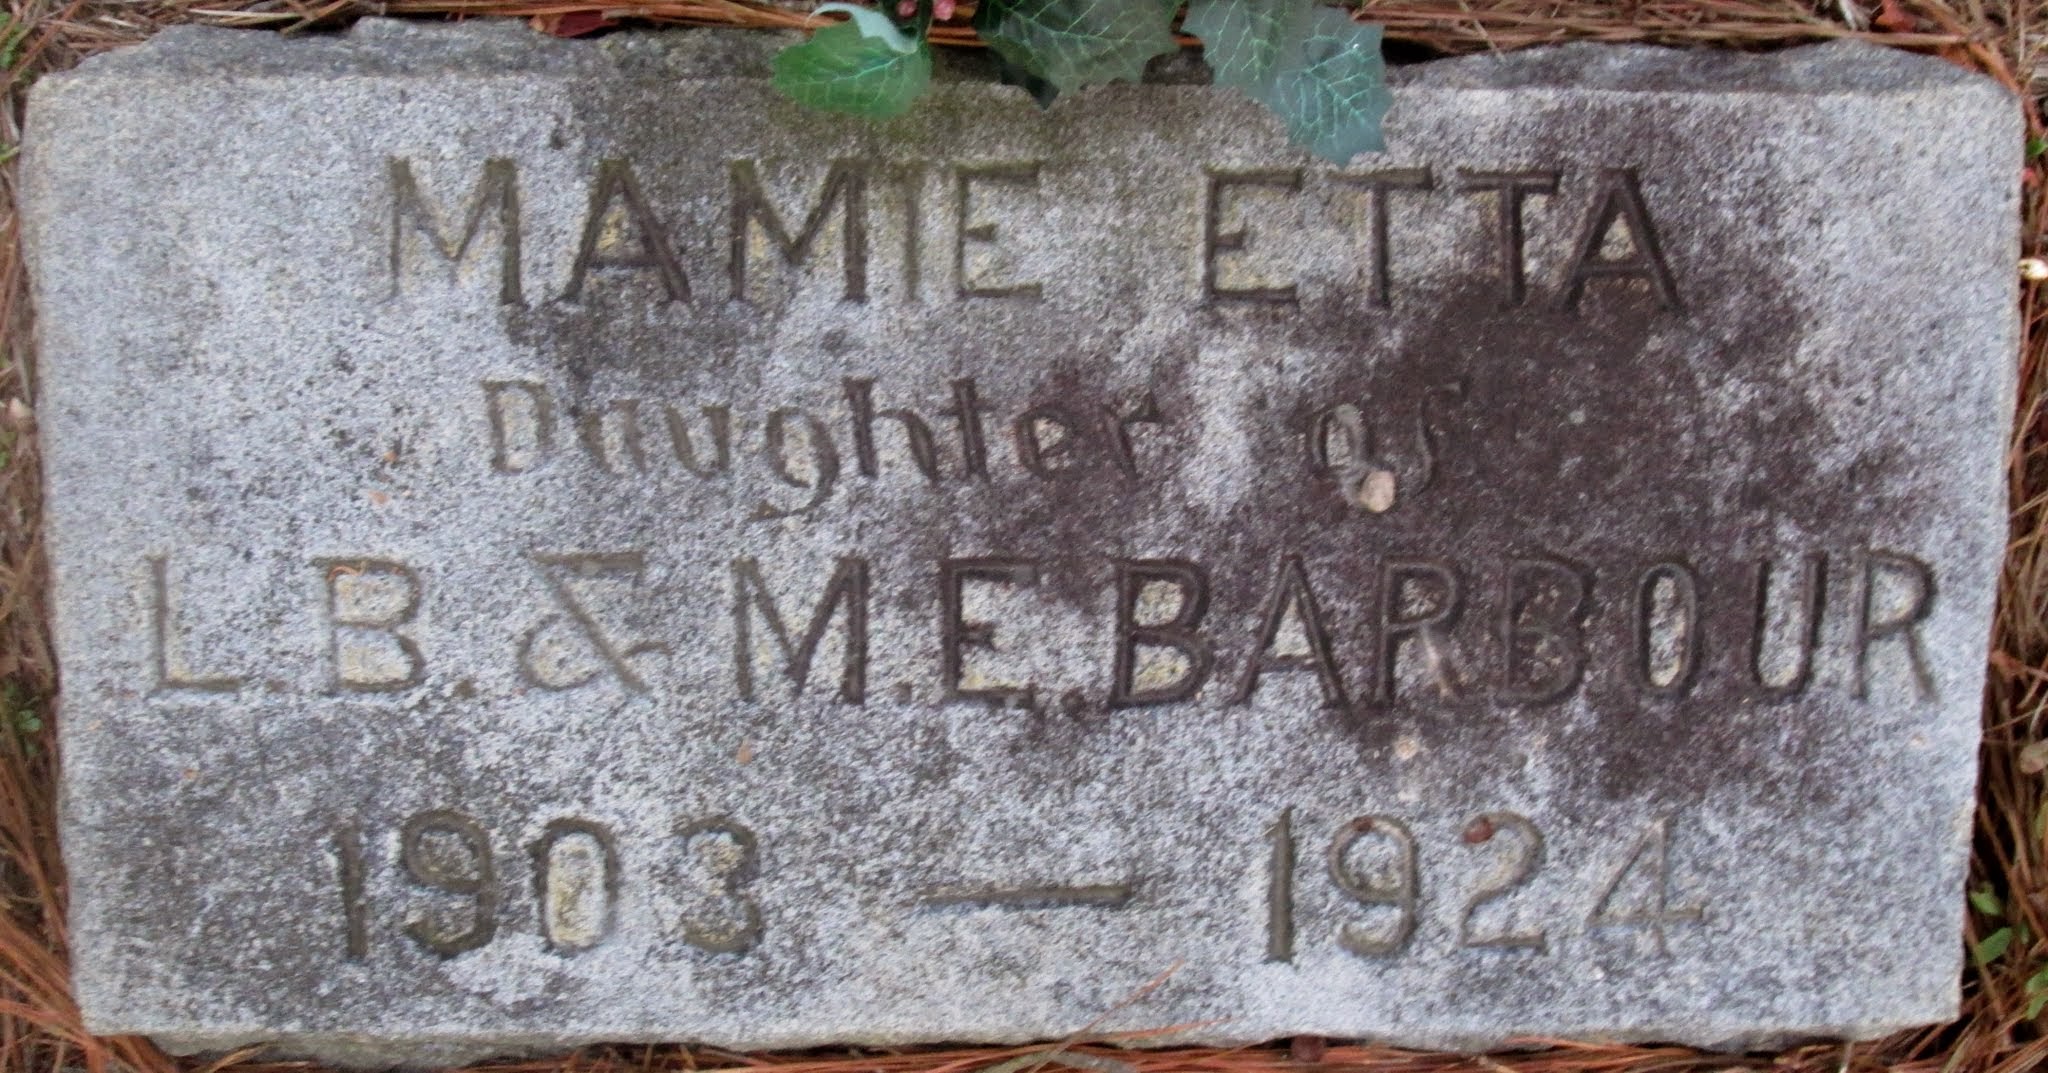 MAMIE ETTA
Daughter of
L.B. & M.E. BARBOUR
1903 — 1924